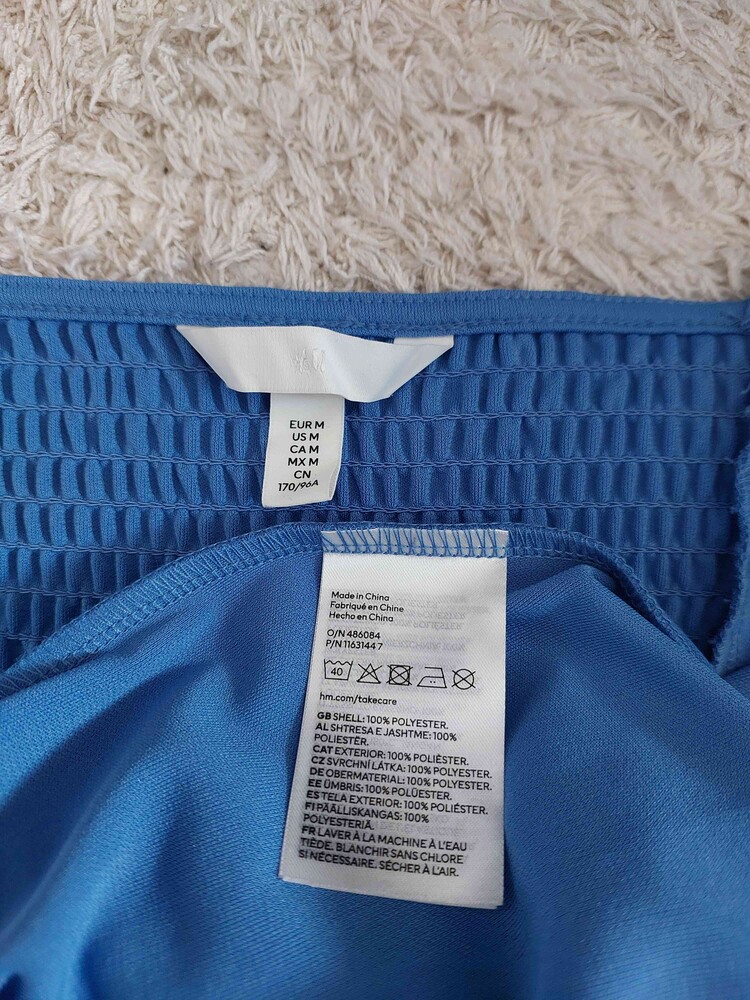 H&M
EUR M
US M
CA M
MX M
CN
170/96A
Made in China
Fabriqué en Chine
Hecho en China
O/N 486084
P/N 1163144 7
40
hm.com/takecare
GB SHELL: 100% POLYESTER.
AL SHTRESA E JASHTME: 100%
POLIESTËR.
CAT EXTERIOR: 100% POLIÈSTER.
CZ SVRCHNÍ LÁTKA: 100% POLYESTER.
DE OBERMATERIAL: 100% POLYESTER.
EE ÜMBRIS: 100% POLÜESTER.
ES TELA EXTERIOR: 100% POLIÉSTER.
FI PÄÄLLISKANGAS: 100%
POLYESTERIÄ.
FR LAVER À LA MACHINE À L'EAU
TIÈDE. BLANCHIR SANS CHLORE
SI NÉCESSAIRE. SÉCHER À L'AIR.